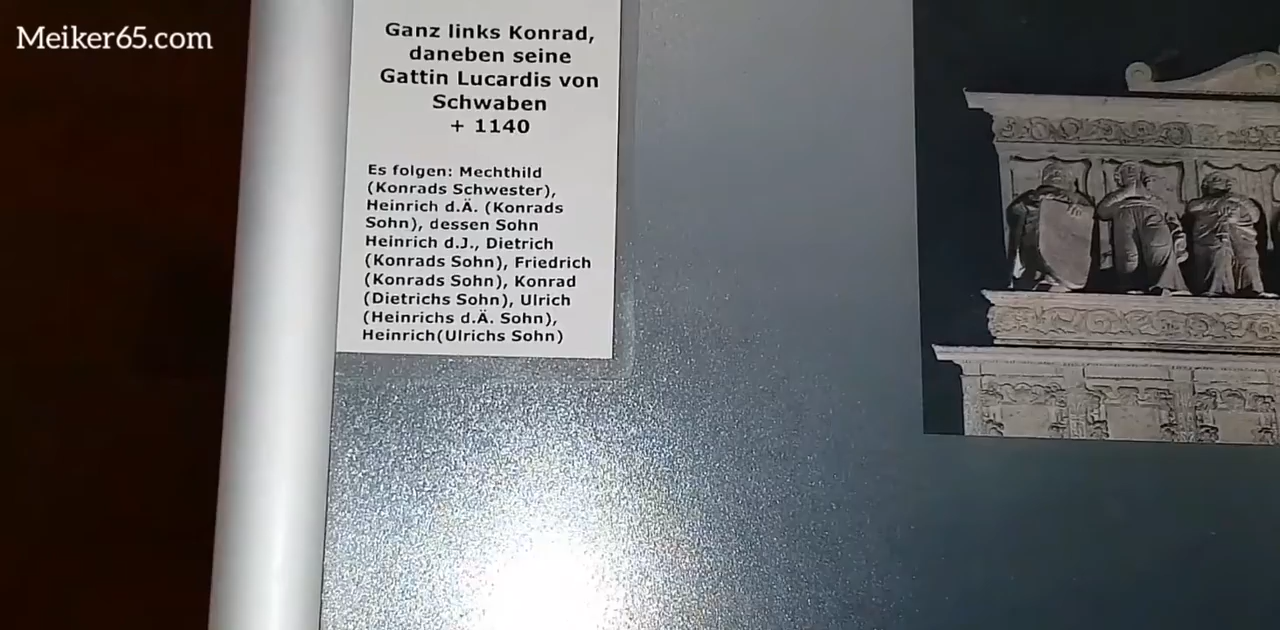 Meiker65.com
Ganz links Konrad,
daneben seine
Gattin Lucardis von
Schwaben
+ 1140
Es folgen: Mechthild
(Konrads Schwester),
Heinrich d.Ä. (Konrads
Sohn), dessen Sohn
Heinrich d.J., Dietrich
(Konrads Sohn), Friedrich
(Konrads Sohn), Konrad
(Dietrichs Sohn), Ulrich
(Heinrichs d.Ä. Sohn),
Heinrich(Ulrichs Sohn)